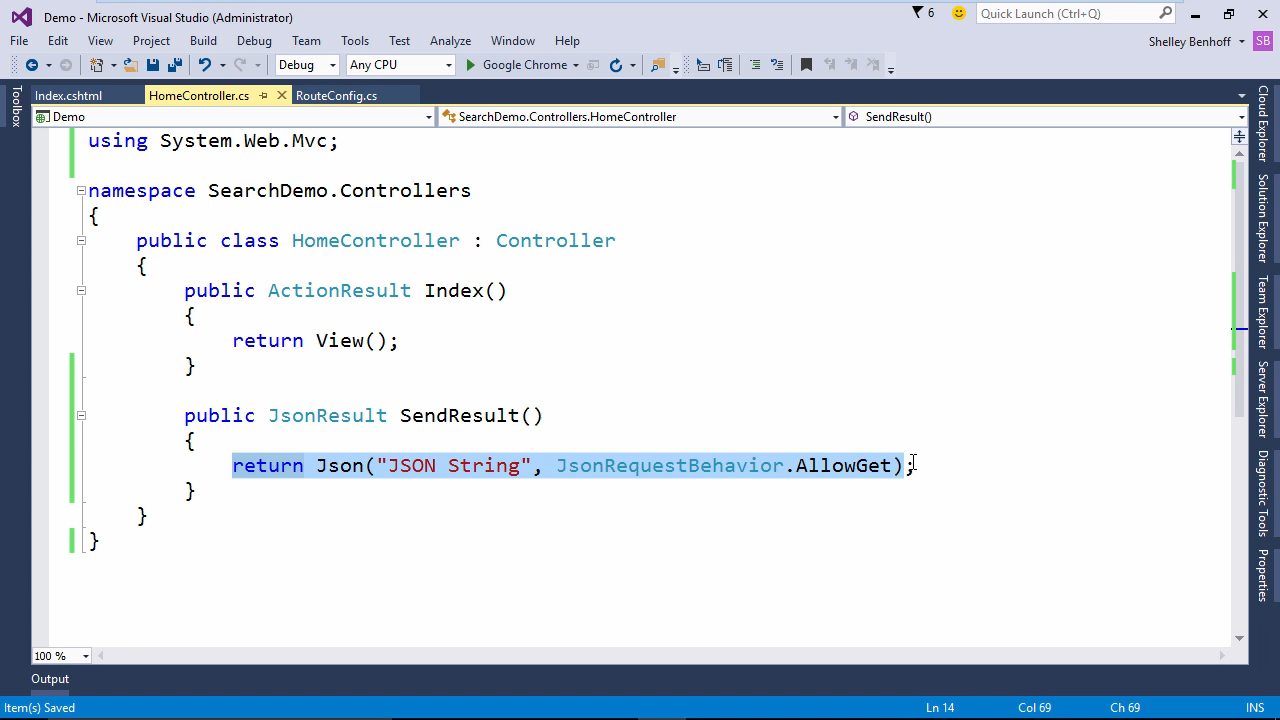 Demo - Microsoft Visual Studio (Administrator)
6
Quick Launch (Ctrl+Q)
File Edit View Project Build Debug Team Tools Test Analyze Window Help
Shelley Benhoff
SB
Debug
Any CPU
Google Chrome
Index.cshtml
HomeController.cs
RouteConfig.cs
Demo
SearchDemo.Controllers.HomeController
SendResult()
Toolbox
using System.Web.Mvc;
namespace SearchDemo.Controllers
{
public class HomeController : Controller
{
public ActionResult Index()
{
return View();
}
public JsonResult SendResult()
{
return Json("JSON String", JsonRequestBehavior.AllowGet);
}
}
}
Cloud Explorer
Solution Explorer
Team Explorer
Server Explorer
Diagnostic Tools
Properties
100 %
Output
Item(s) Saved
Ln 14
Col 69
Ch 69
INS